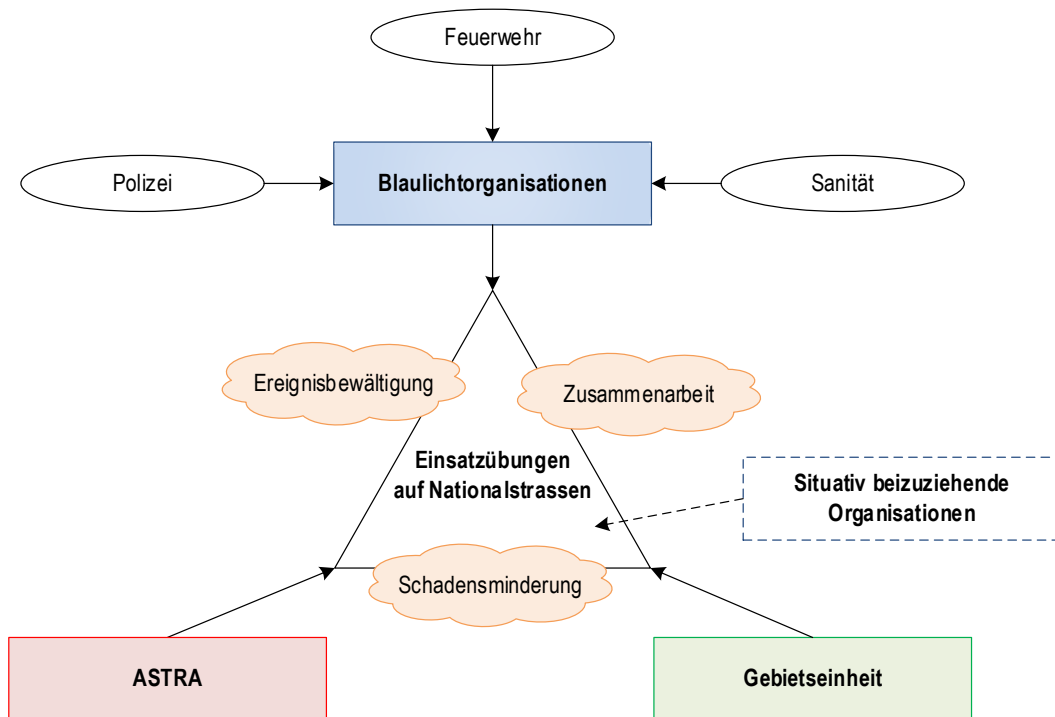 Feuerwehr
Polizei
Blaulichtorganisationen
Sanität
Ereignisbewältigung
Zusammenarbeit
Einsatzübungen
auf Nationalstrassen
Situativ beizuziehende
Organisationen
Schadensminderung
ASTRA
Gebietseinheit